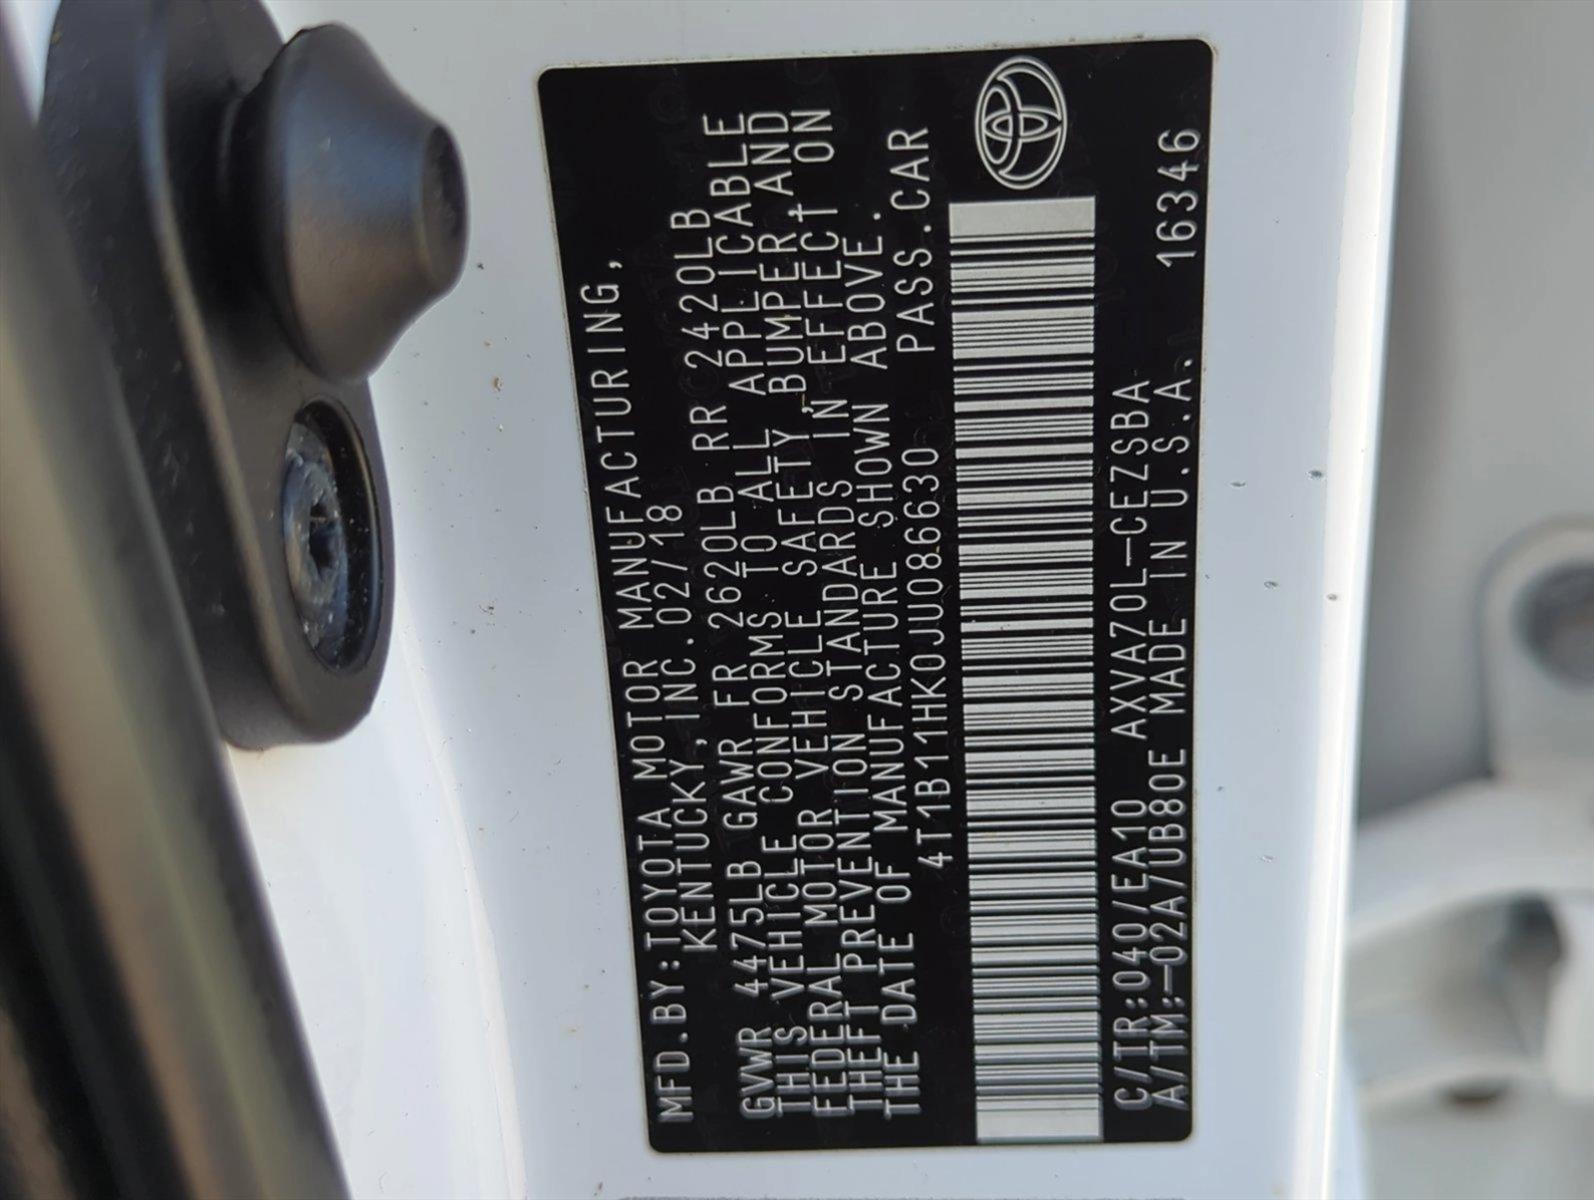 MFD.BY:TOYOTA MOTOR MANUFACTURING,
KENTUCKY,INC.02/18
GVWR 4475LB GAWR FR 2620LB RR 2420LB
THIS VEHICLE CONFORMS TO ALL APPLICABLE
FEDERAL MOTOR VEHICLE SAFETY,BUMPER,AND
THEFT PREVENTION STANDARDS IN EFFECT ON
THE DATE OF MANUFACTURE SHOWN ABOVE.
4T1B11HK0JU086630 PASS.CAR
C/TR:040/EA10 AXVA70L-CEZSBA
A/TM:-02A/UB80E MADE IN U.S.A. 16346